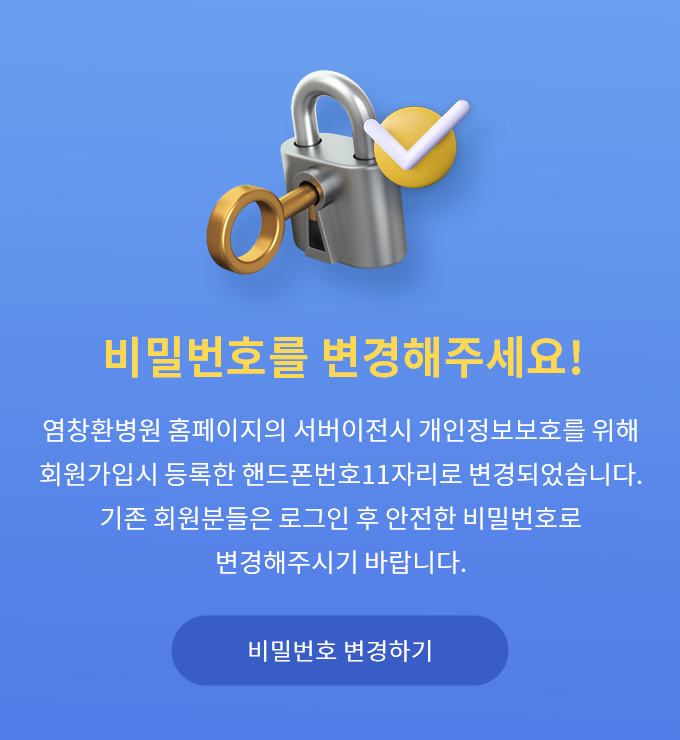 비밀번호를 변경해주세요!
염창환병원 홈페이지의 서버이전시 개인정보보호를 위해
회원가입시 등록한 핸드폰번호11자리로 변경되었습니다.
기존 회원분들은 로그인 후 안전한 비밀번호로
변경해주시기 바랍니다.
비밀번호 변경하기